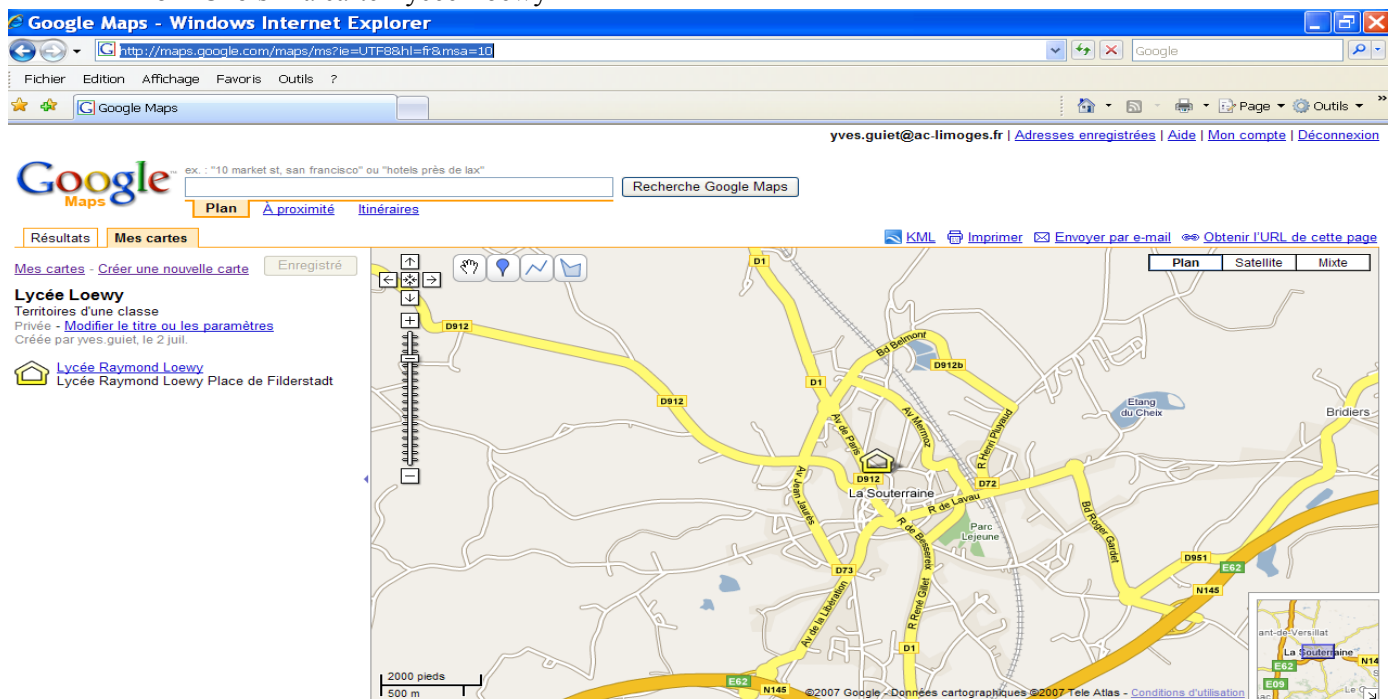 Google Maps - Windows Internet Explorer
http://maps.google.com/maps/ms?ie=UTF8&hl=fr&msa=10
Google
Fichier Edition Affichage Favoris Outils ?
Google Maps
Page Outils »
yves.guiet@ac-limoges.fr | Adresses enregistrées | Aide | Mon compte | Déconnexion
Google Maps
ex. : "10 market st, san francisco" ou "hotels près de lax"
Recherche Google Maps
Plan À proximité Itinéraires
Résultats Mes cartes
KML Imprimer Envoyer par e-mail Obtenir l'URL de cette page
Mes cartes - Créer une nouvelle carte Enregistré
Plan Satellite Mixte
Lycée Loewy
Territoires d'une classe
Privée - Modifier le titre ou les paramètres
Créée par yves.guiet, le 2 juil.
Lycée Raymond Loewy
Lycée Raymond Loewy Place de Filderstadt
D1
D912
Bd Belmont
D912b
D1
D912
Etang
du Cheix
Bridiers
Av de Paris
Av Mermoz
R Henri Pluyaud
D912
D72
La Souterraine
R de Lavau
Av Jean Jaurès
Parc
Lejeune
Bd Roger Gardet
R de Bessereix
D951
E62
D73
N145
Av de la Libération
R René Gillet
D1
ant-de-Versillat
La Souterraine
E62
N14
E09
Le
2000 pieds
500 m
E62
N145
©2007 Google - Données cartographiques ©2007 Tele Atlas - Conditions d'utilisation